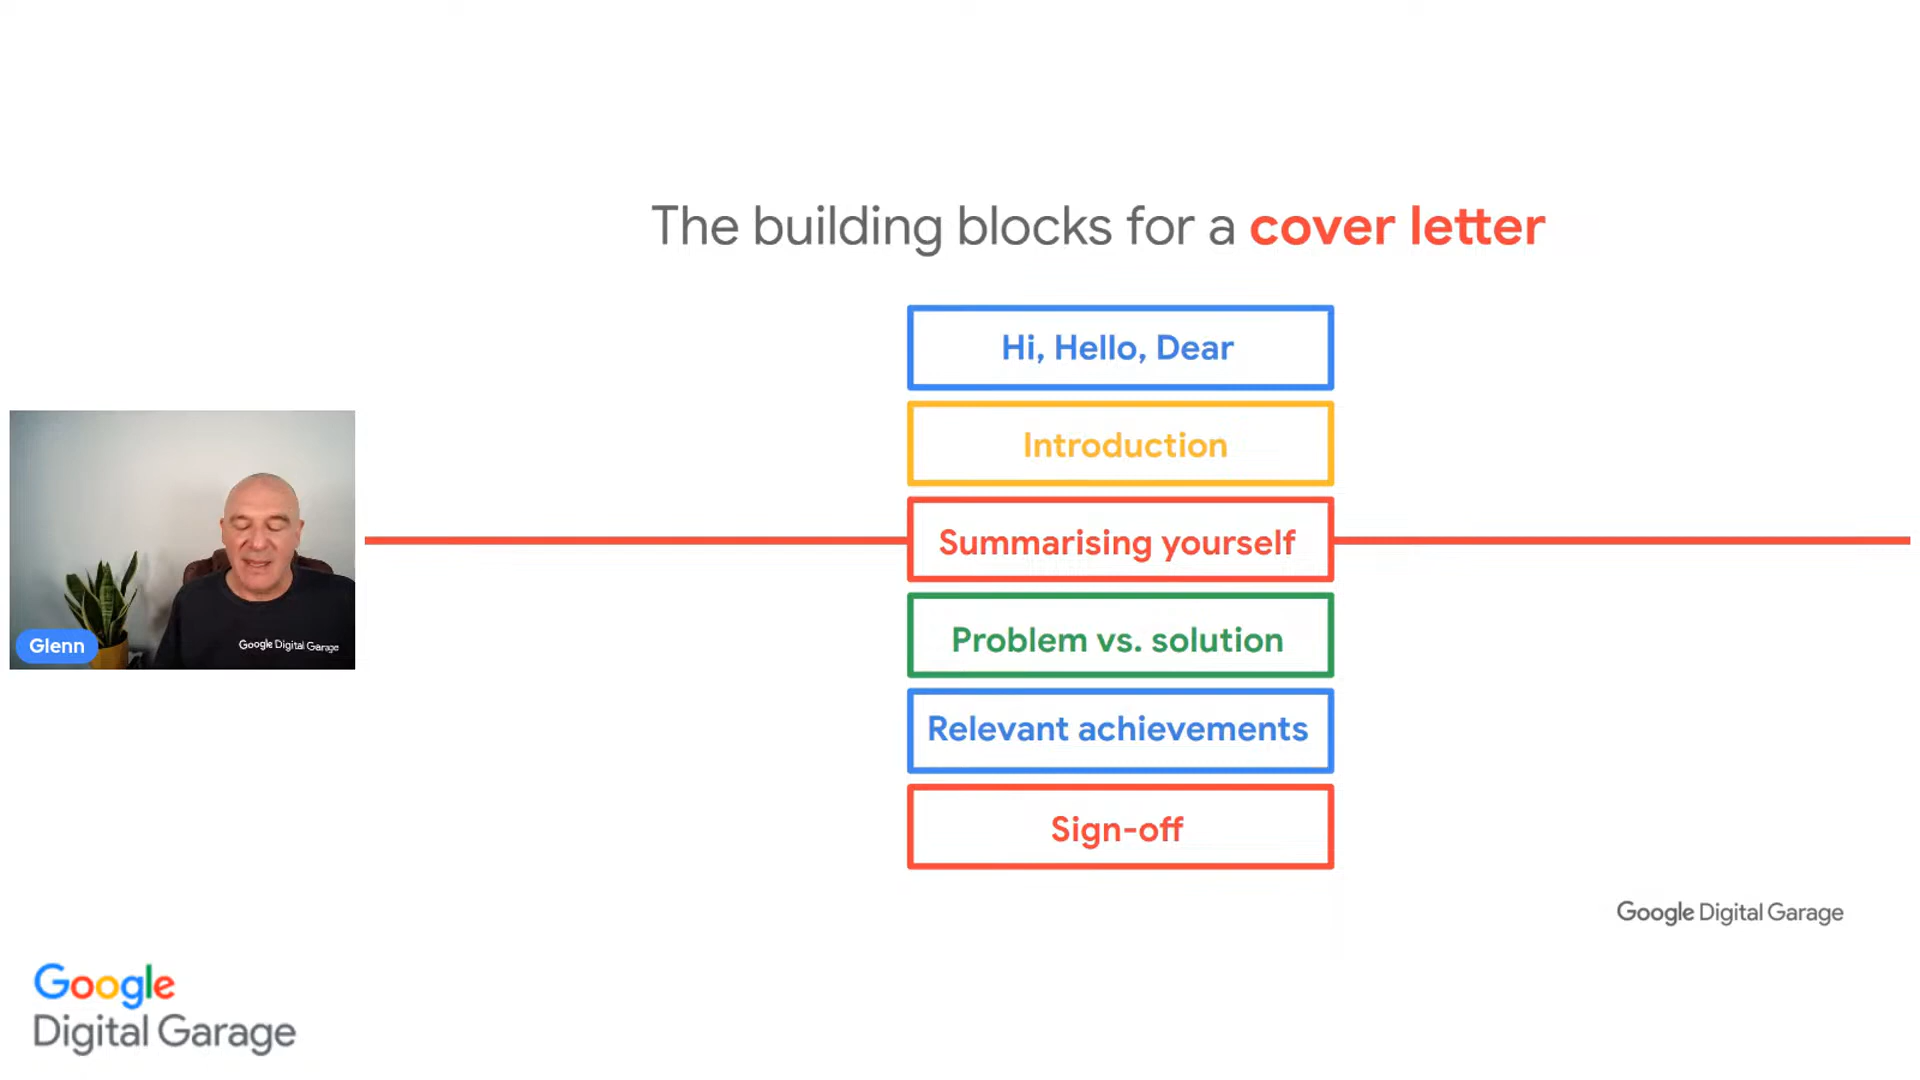 The building blocks for a cover letter
Hi, Hello, Dear
Introduction
Summarising yourself
Problem vs. solution
Relevant achievements
Sign-off
Google Digital Garage
Glenn
Google Digital Garage
Google
Digital Garage